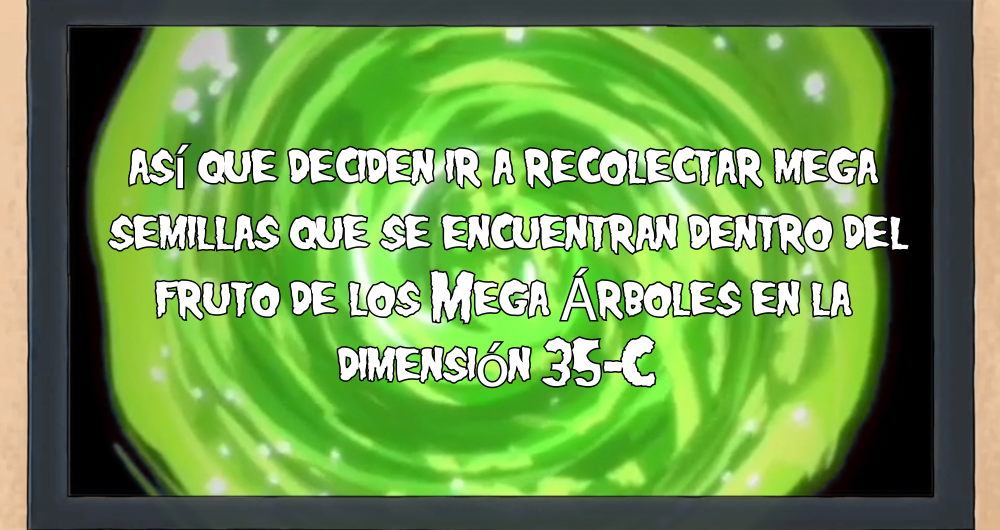 así que deciden ir a recolectar mega
semillas que se encuentran dentro del
fruto de los Mega Árboles en la
dimensión 35-C